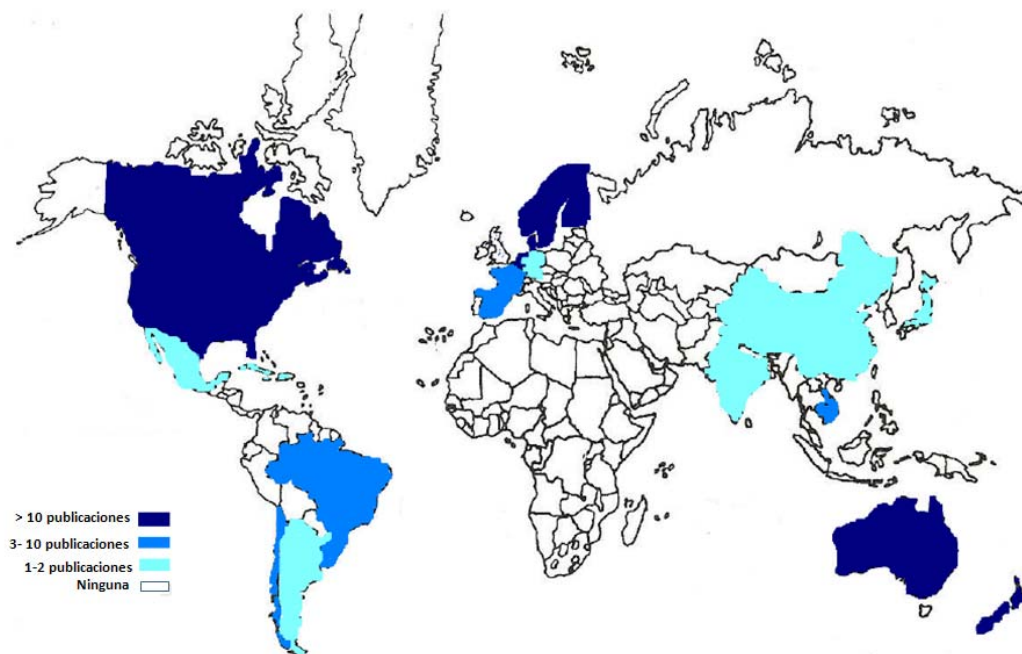 > 10 publicaciones
3- 10 publicaciones
1-2 publicaciones
Ninguna